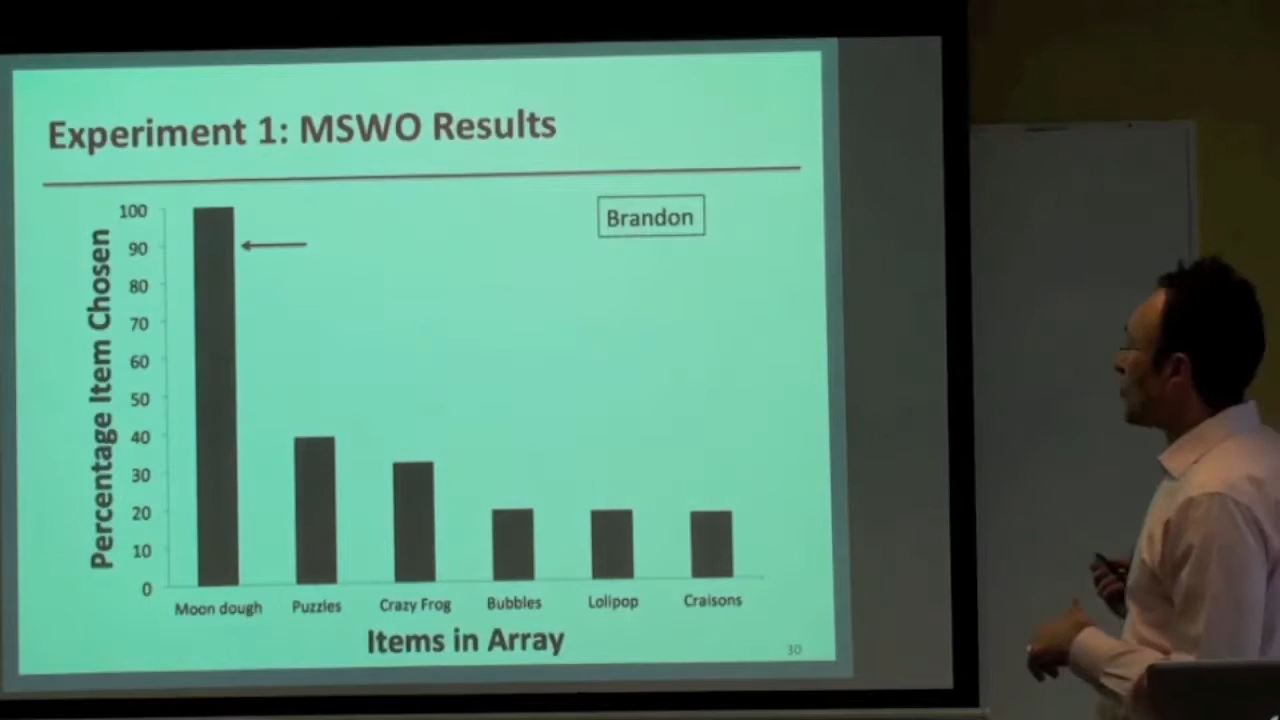 Experiment 1: MSWO Results
Brandon
Percentage Item Chosen
100
90
80
70
60
50
40
30
20
10
0
Moon dough Puzzles Crazy Frog Bubbles Lolipop Craisons
Items in Array
30